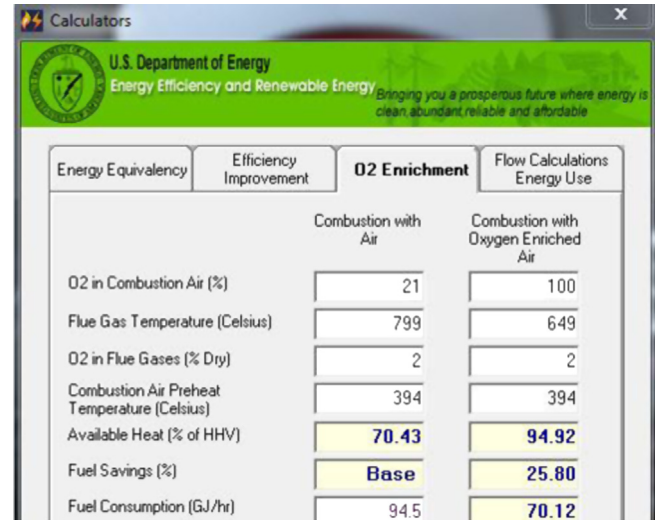 Calculators
x
U.S. Department of Energy
Energy Efficiency and Renewable Energy
Bringing you a prosperous future where energy is
clean, abundant, reliable and affordable
Energy Equivalency
Efficiency
Improvement
O2 Enrichment
Flow Calculations
Energy Use
Combustion with
Air
Combustion with
Oxygen Enriched
Air
O2 in Combustion Air (%) 21 100
Flue Gas Temperature (Celsius) 799 649
O2 in Flue Gases (% Dry) 2 2
Combustion Air Preheat
Temperature (Celsius) 394 394
Available Heat (% of HHV) 70.43 94.92
Fuel Savings (%) Base 25.80
Fuel Consumption (GJ/hr) 94.5 70.12